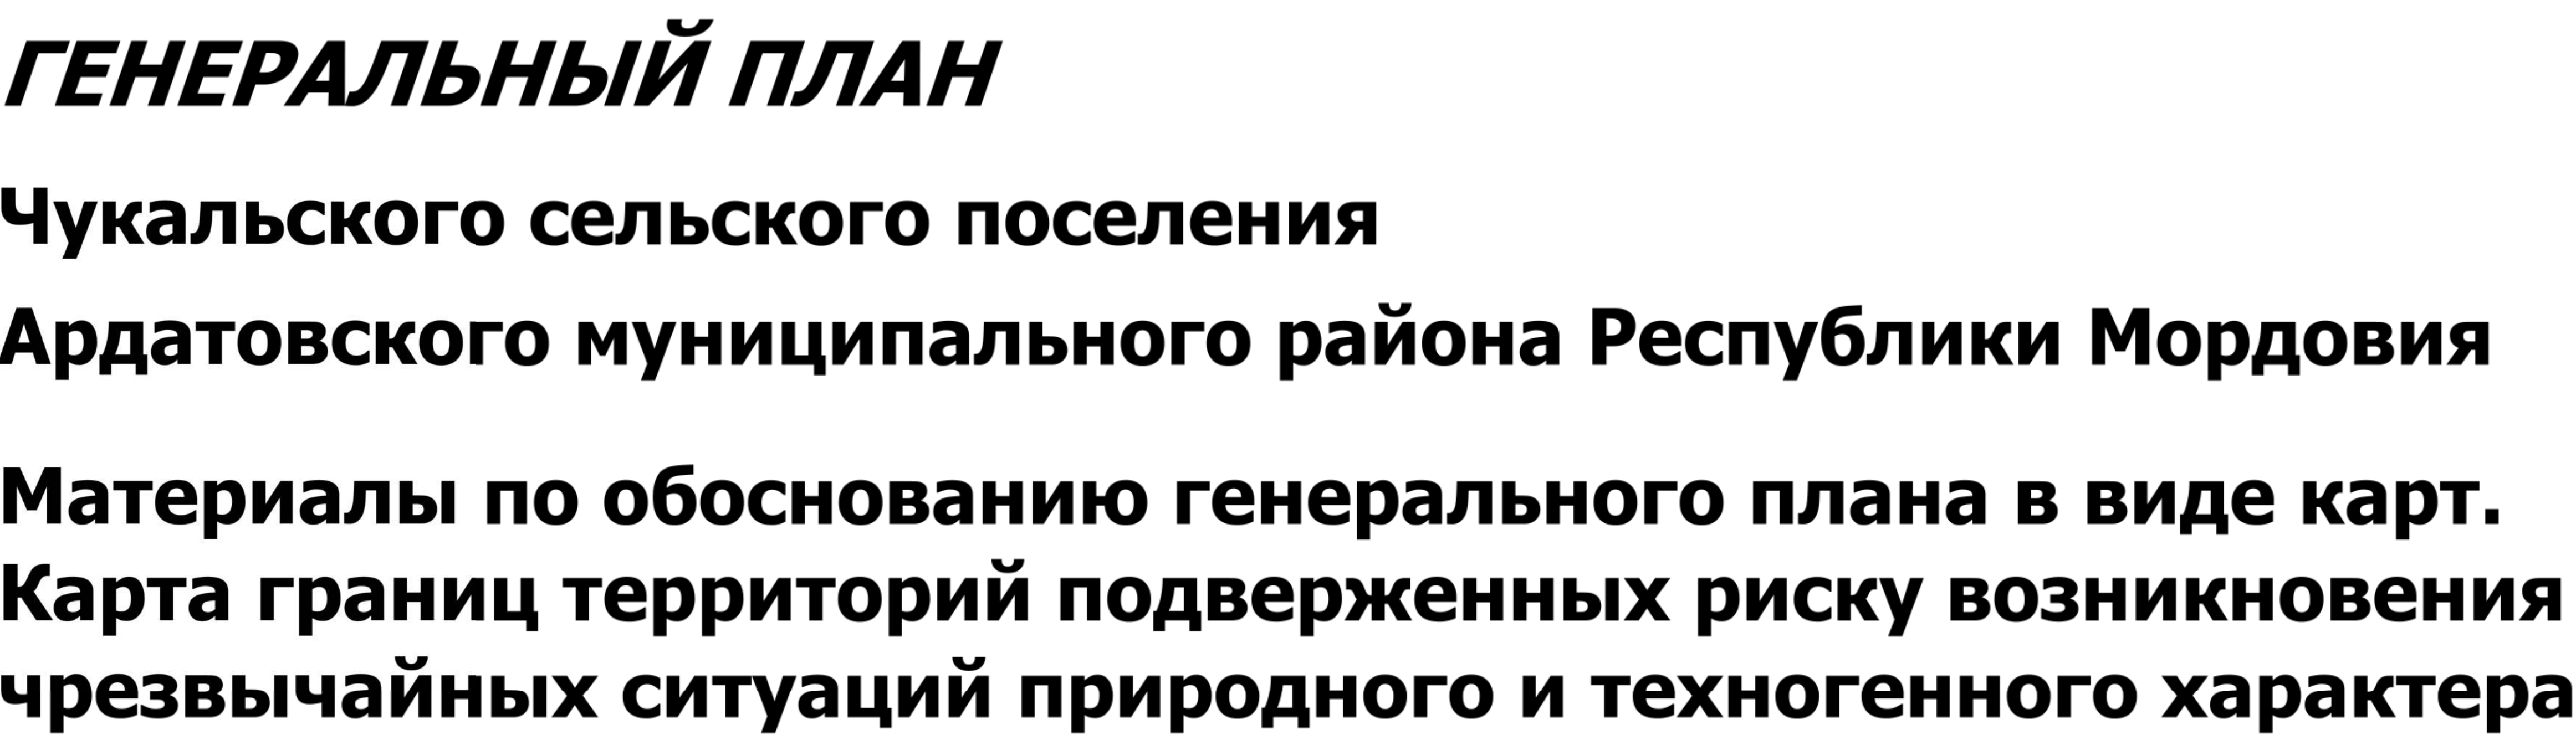 ГЕНЕРАЛЬНЫЙ ПЛАН
Чукальского сельского поселения
Ардатовского муниципального района Республики Мордовия
Материалы по обоснованию генерального плана в виде карт.
Карта границ территорий подверженных риску возникновения
чрезвычайных ситуаций природного и техногенного характера